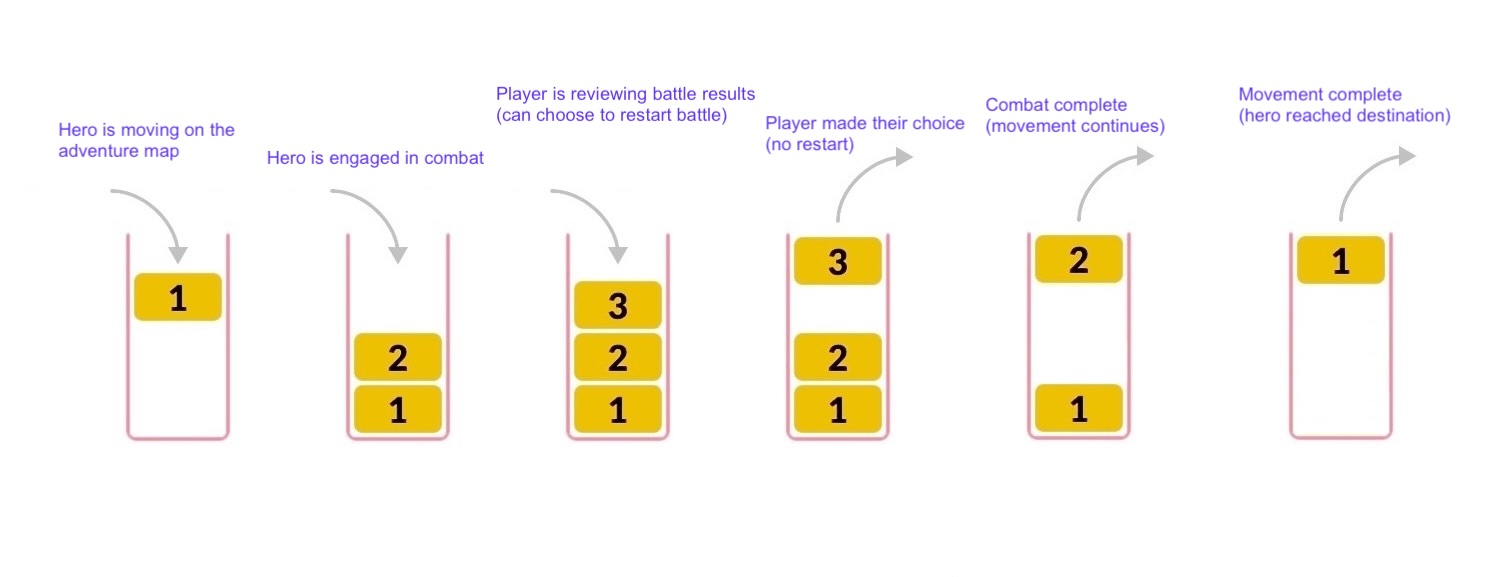 Hero is moving on the
adventure map
1
Hero is engaged in combat
2
1
Player is reviewing battle results
(can choose to restart battle)
3
2
1
Player made their choice
(no restart)
3
2
1
Combat complete
(movement continues)
2
1
Movement complete
(hero reached destination)
1